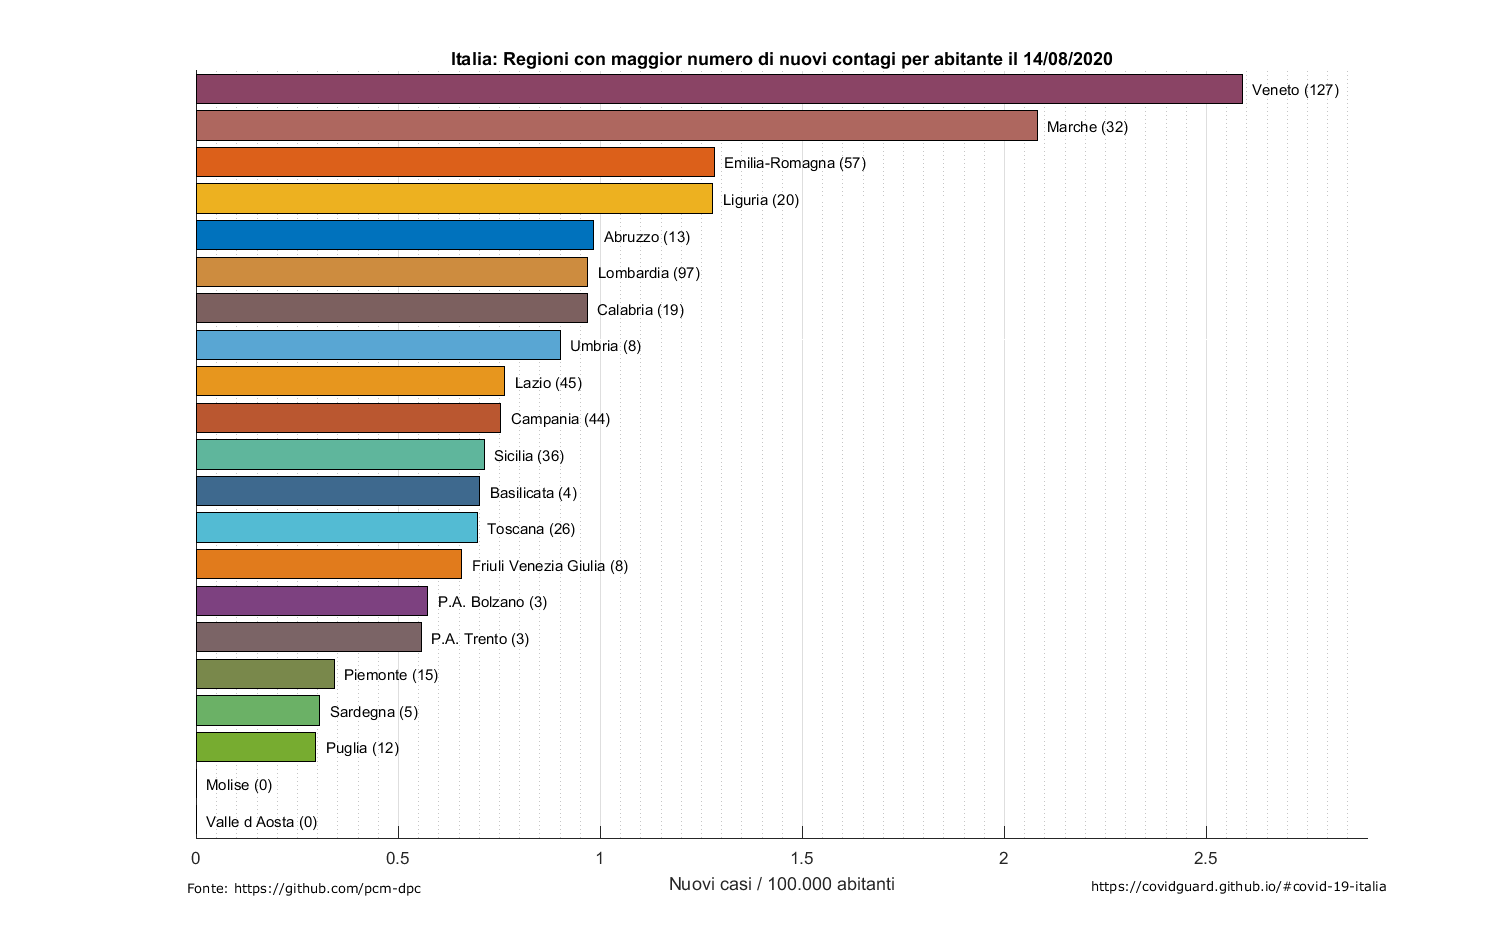 Italia: Regioni con maggior numero di nuovi contagi per abitante il 14/08/2020
Veneto (127)
Marche (32)
Emilia-Romagna (57)
Liguria (20)
Abruzzo (13)
Lombardia (97)
Calabria (19)
Umbria (8)
Lazio (45)
Campania (44)
Sicilia (36)
Basilicata (4)
Toscana (26)
Friuli Venezia Giulia (8)
P.A. Bolzano (3)
P.A. Trento (3)
Piemonte (15)
Sardegna (5)
Puglia (12)
Molise (0)
Valle d Aosta (0)
0 0.5 1 1.5 2 2.5
Nuovi casi / 100.000 abitanti
Fonte: https://github.com/pcm-dpc
https://covidguard.github.io/#covid-19-italia